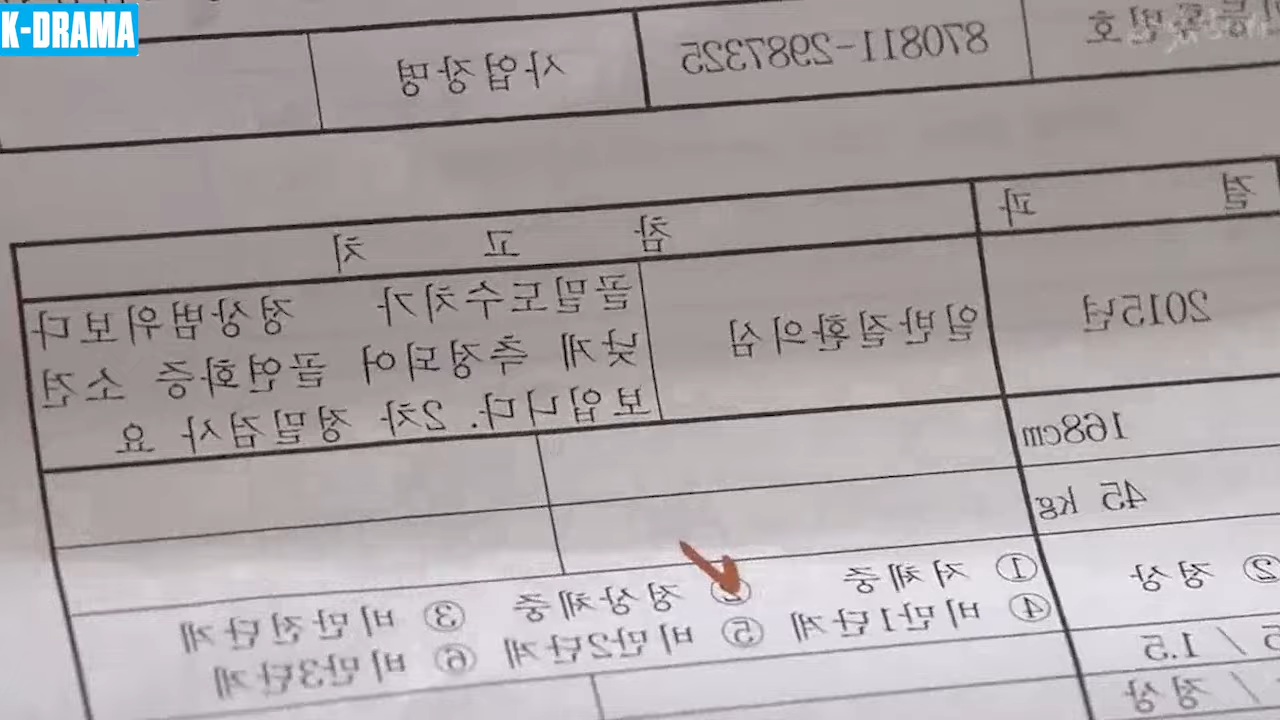 K-DRAMA
870811-2987325 사업장명
결 과 참 고 치
2015년 일반질환의심 골밀도수치가 정상범위보다
낮게 측정되어 골연화증 소견
보입니다. 2차 정밀검사 요
168cm
45 kg
② 정상 ① 저체중 ② 정상체중 ③ 비만전단계
④ 비만1단계 ⑤ 비만2단계 ⑥ 비만3단계
/ 1.5
/ 정상